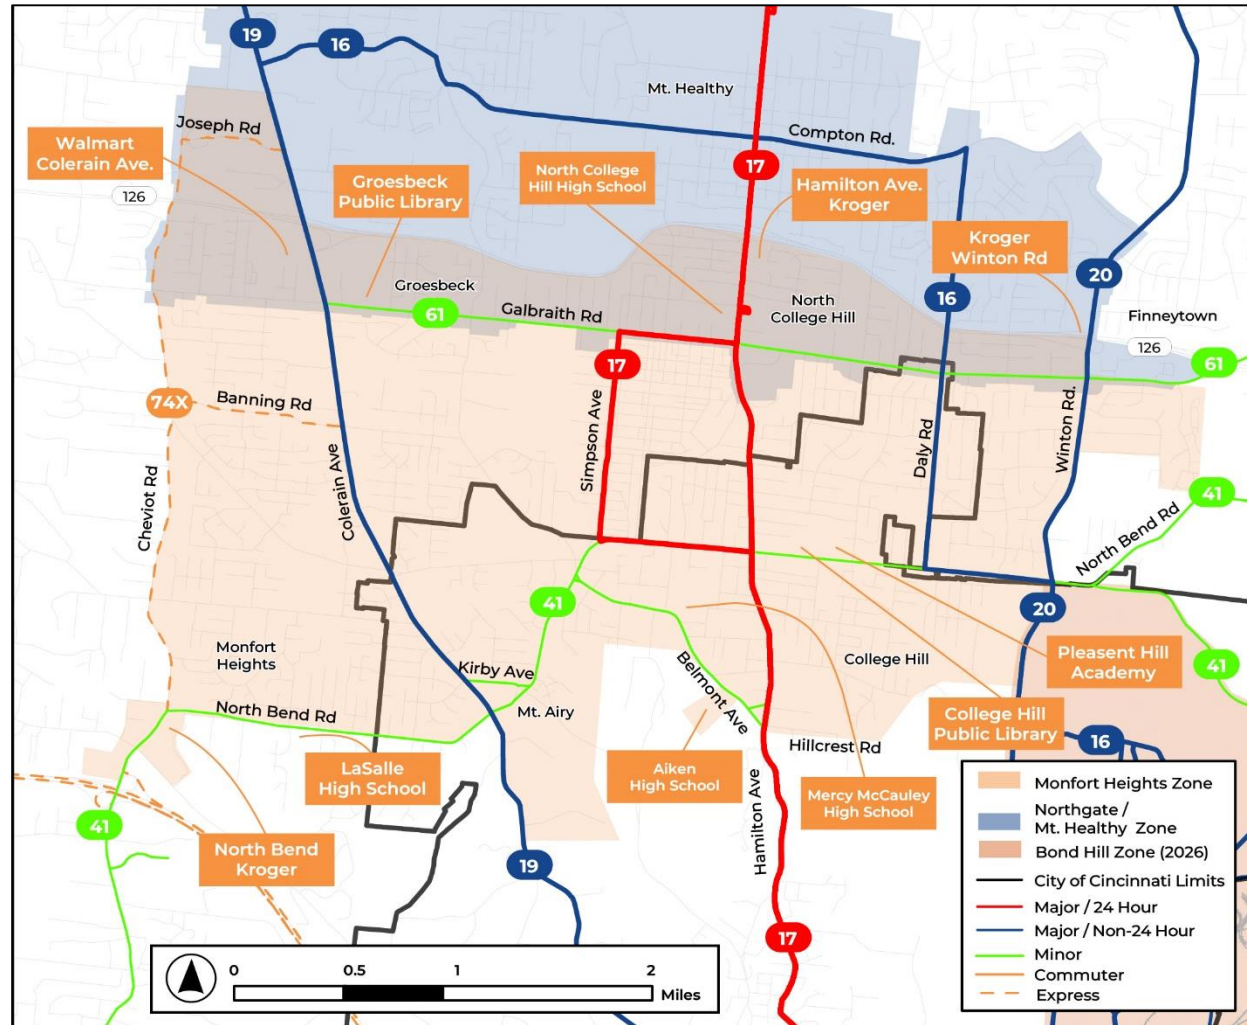 19
16
Mt. Healthy
Joseph Rd
Compton Rd.
Walmart
Colerain Ave.
126
Groesbeck
Public Library
North College
Hill High School
17
Hamilton Ave.
Kroger
Kroger
Winton Rd
20
Groesbeck
61
Galbraith Rd
North
College Hill
16
Finneytown
126
61
17
74X
Banning Rd
Simpson Ave
Daly Rd
Winton Rd.
Colerain Ave
Cheviot Rd
41
North Bend Rd
41
20
Monfort
Heights
Kirby Ave
Belmont Ave
College Hill
Pleasent Hill
Academy
41
North Bend Rd
Mt. Airy
Hillcrest Rd
College Hill
Public Library
16
LaSalle
High School
Aiken
High School
Mercy McCauley
High School
Hamilton Ave
41
North Bend
Kroger
19
17
Monfort Heights Zone
Northgate /
Mt. Healthy Zone
Bond Hill Zone (2026)
City of Cincinnati Limits
Major / 24 Hour
Major / Non-24 Hour
Minor
Commuter
Express
0
0.5
1
2
Miles